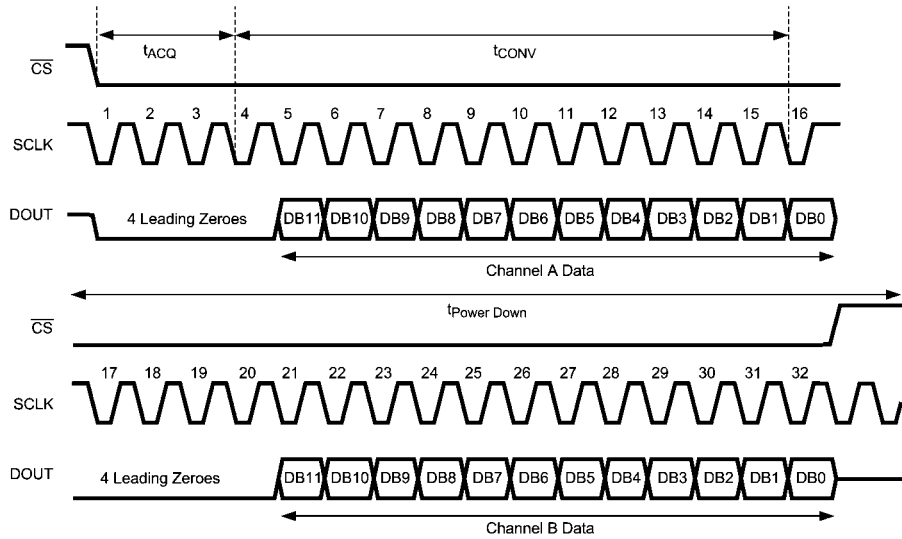 tACQ tCONV
CS
1 2 3 4 5 6 7 8 9 10 11 12 13 14 15 16
SCLK
DOUT 4 Leading Zeroes DB11 DB10 DB9 DB8 DB7 DB6 DB5 DB4 DB3 DB2 DB1 DB0
Channel A Data
tPower Down
CS
17 18 19 20 21 22 23 24 25 26 27 28 29 30 31 32
SCLK
DOUT 4 Leading Zeroes DB11 DB10 DB9 DB8 DB7 DB6 DB5 DB4 DB3 DB2 DB1 DB0
Channel B Data